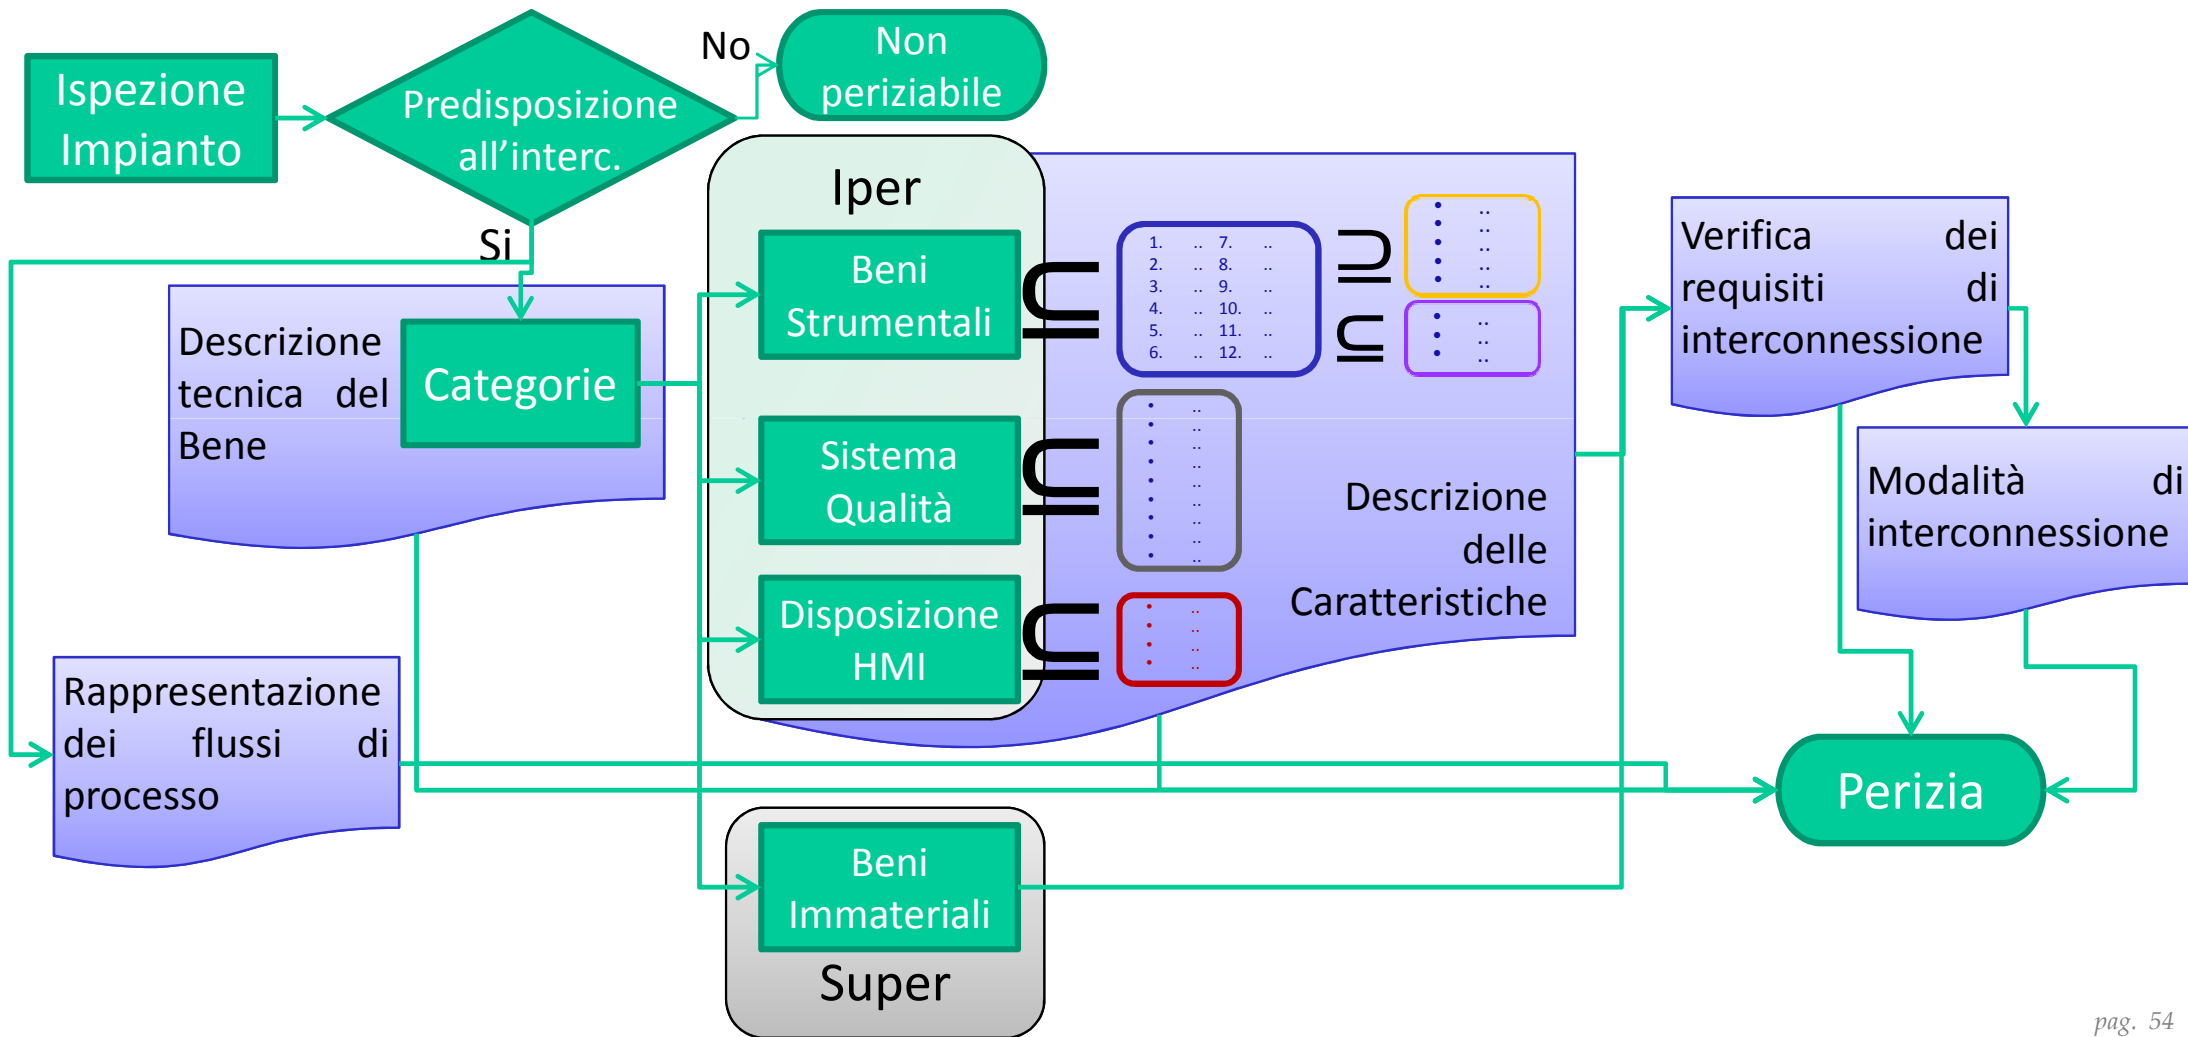 Ispezione
Impianto
Predisposizione
all’interc.
No
Non
periziabile
Si
Descrizione
tecnica del
Bene
Categorie
Iper
Beni
Strumentali
⊆
1. .. 7. ..
2. .. 8. ..
3. .. 9. ..
4. .. 10. ..
5. .. 11. ..
6. .. 12. ..
⊇
• ..
• ..
• ..
• ..
• ..
⊆
• ..
• ..
• ..
Sistema
Qualità
⊆
• ..
• ..
• ..
• ..
• ..
• ..
• ..
• ..
• ..
Disposizione
HMI
⊆
• ..
• ..
• ..
• ..
Descrizione
delle
Caratteristiche
Verifica dei
requisiti di
interconnessione
Modalità di
interconnessione
Rappresentazione
dei flussi di
processo
Perizia
Beni
Immateriali
Super
pag. 54